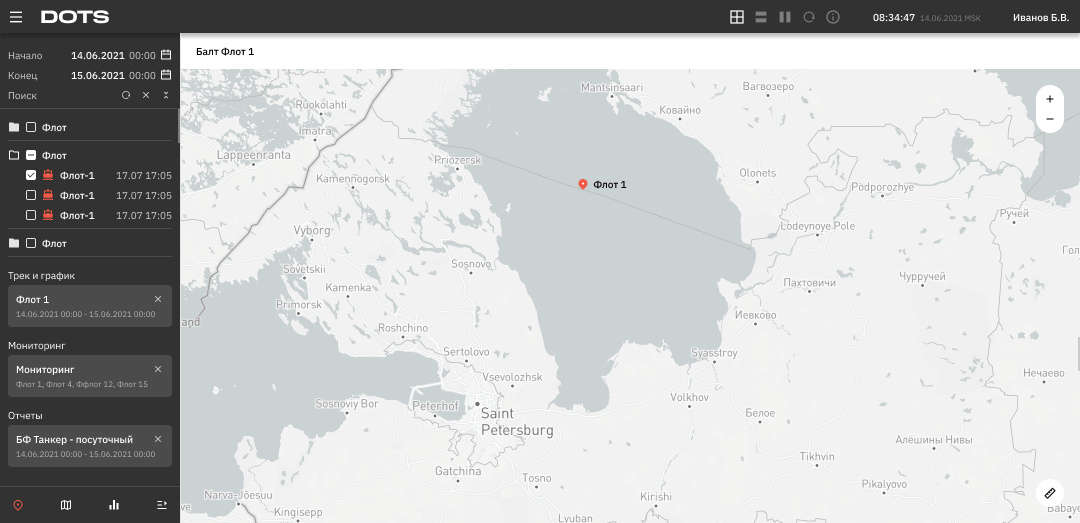 DOTS
08:34:47 14.06.2021 MSK
Иванов Б.В.
Начало 14.06.2021 00:00
Конец 15.06.2021 00:00
Поиск
Флот
Флот
Флот-1 17.07 17:05
Флот-1 17.07 17:05
Флот-1 17.07 17:05
Флот
Трек и график
Флот 1
14.06.2021 00:00 - 15.06.2021 00:00
Мониторинг
Мониторинг
Флот 1, Флот 4, Ффлот 12, Флот 15
Отчеты
БФ Танкер - посуточный
14.06.2021 00:00 - 15.06.2021 00:00
Балт Флот 1
Mantsinsaari
Вагвозеро
Ruokolahti
Ковайно
Imatra
Lappeenranta
Priozersk
Kamennogorsk
Olonets
Флот 1
Podporozhye
Ручей
Lodeynoye Pole
Vyborg
Гол
Sosnovo
Sovetskii
Чурручей
Пахтовичи
Kamenka
Primorsk
Иевково
and
Roshchino
Sertolovo
Syasstroy
Нечаево
Vsevolozhsk
Volkhov
Sosnoviy Bor
Peterhof
Saint
Petersburg
Белое
Алёшины Нивы
Tikhvin
Gatchina
Tosno
Pikalyovo
Narva-Jõesuu
Kirishi
Kingisepp
Lyuban
Babaye